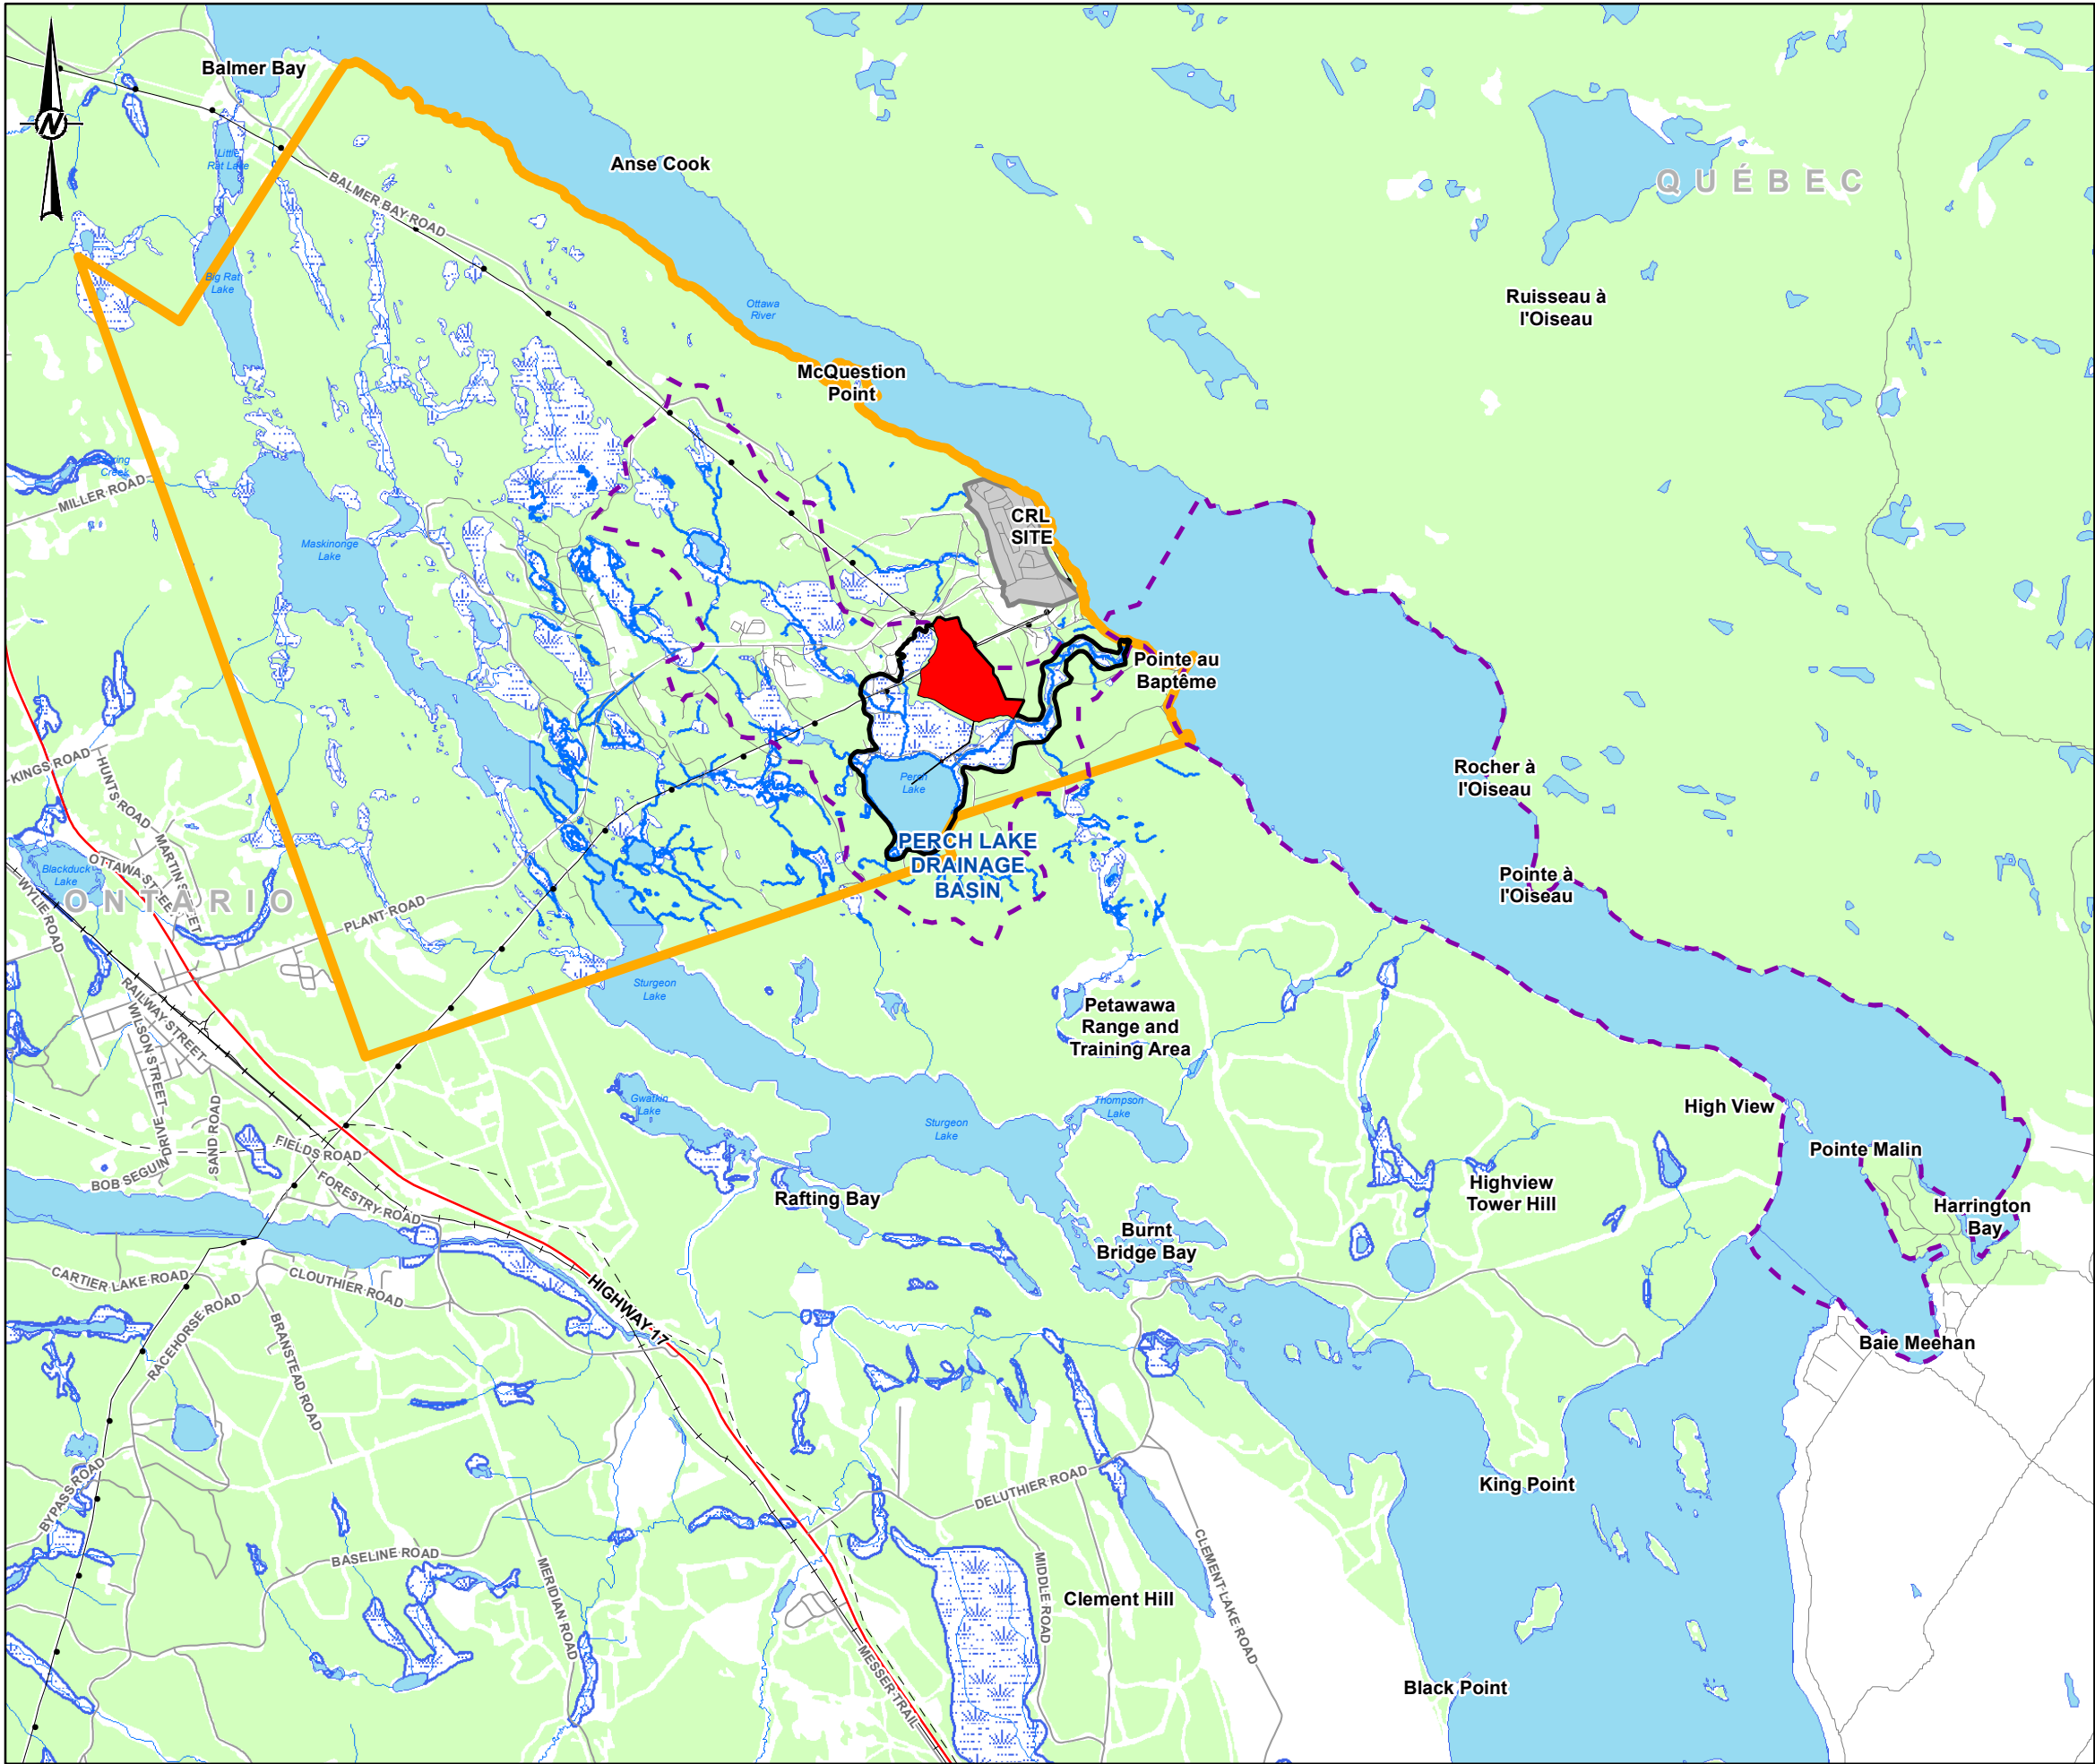 Balmer Bay
N
Little
Rat Lake
BALMER BAY ROAD
Anse Cook
QUÉBEC
Big Rat
Lake
Ottawa
River
Ruisseau à
l'Oiseau
McQuestion
Point
Creek
MILLER ROAD
Maskinonge
Lake
CRL
SITE
Pointe au
Baptême
KINGS ROAD
HUNTS ROAD
MARTIN STREET
OTTAWA STREET
Blackduck
Lake
WYLIE ROAD
ONTARIO
PLANT ROAD
Perch
Lake
PERCH LAKE
DRAINAGE
BASIN
Rocher à
l'Oiseau
Pointe à
l'Oiseau
RAILWAY STREET
WILSON STREET
DRIVE
SAND ROAD
BOB SEGUIN
FIELDS ROAD
FORESTRY ROAD
Sturgeon
Lake
Petawawa
Range and
Training Area
Gwatkin
Lake
Sturgeon
Lake
Thompson
Lake
High View
Pointe Malin
Highview
Tower Hill
Harrington
Bay
Rafting Bay
Burnt
Bridge Bay
CARTIER LAKE ROAD
CLOUTHIER ROAD
RACEHORSE ROAD
BRANSTEAD ROAD
HIGHWAY 17
Baie Meehan
BYPASS ROAD
BASELINE ROAD
MERIDIAN ROAD
DELUTHIER ROAD
King Point
MIDDLE ROAD
CLEMENT LAKE ROAD
Clement Hill
MESSER TRAIL
Black Point